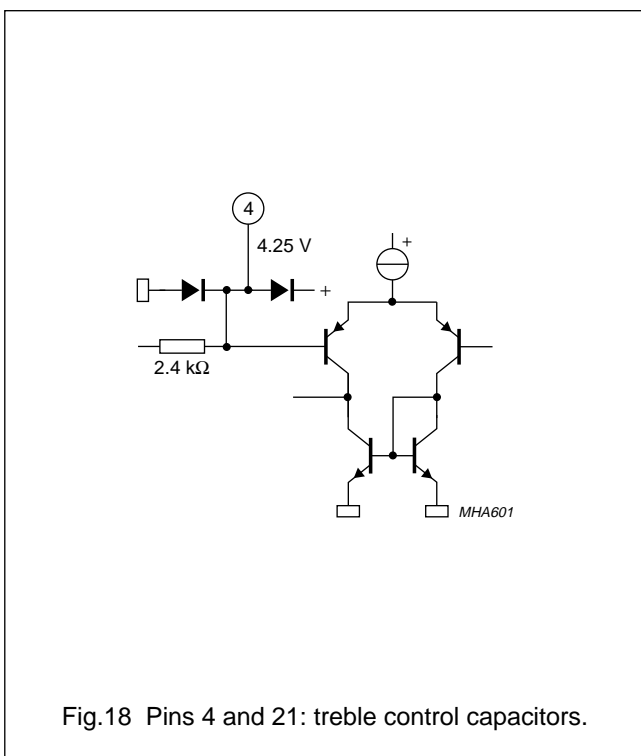 4
4.25 V
+
+
2.4 kΩ
MHA601
Fig.18 Pins 4 and 21: treble control capacitors.